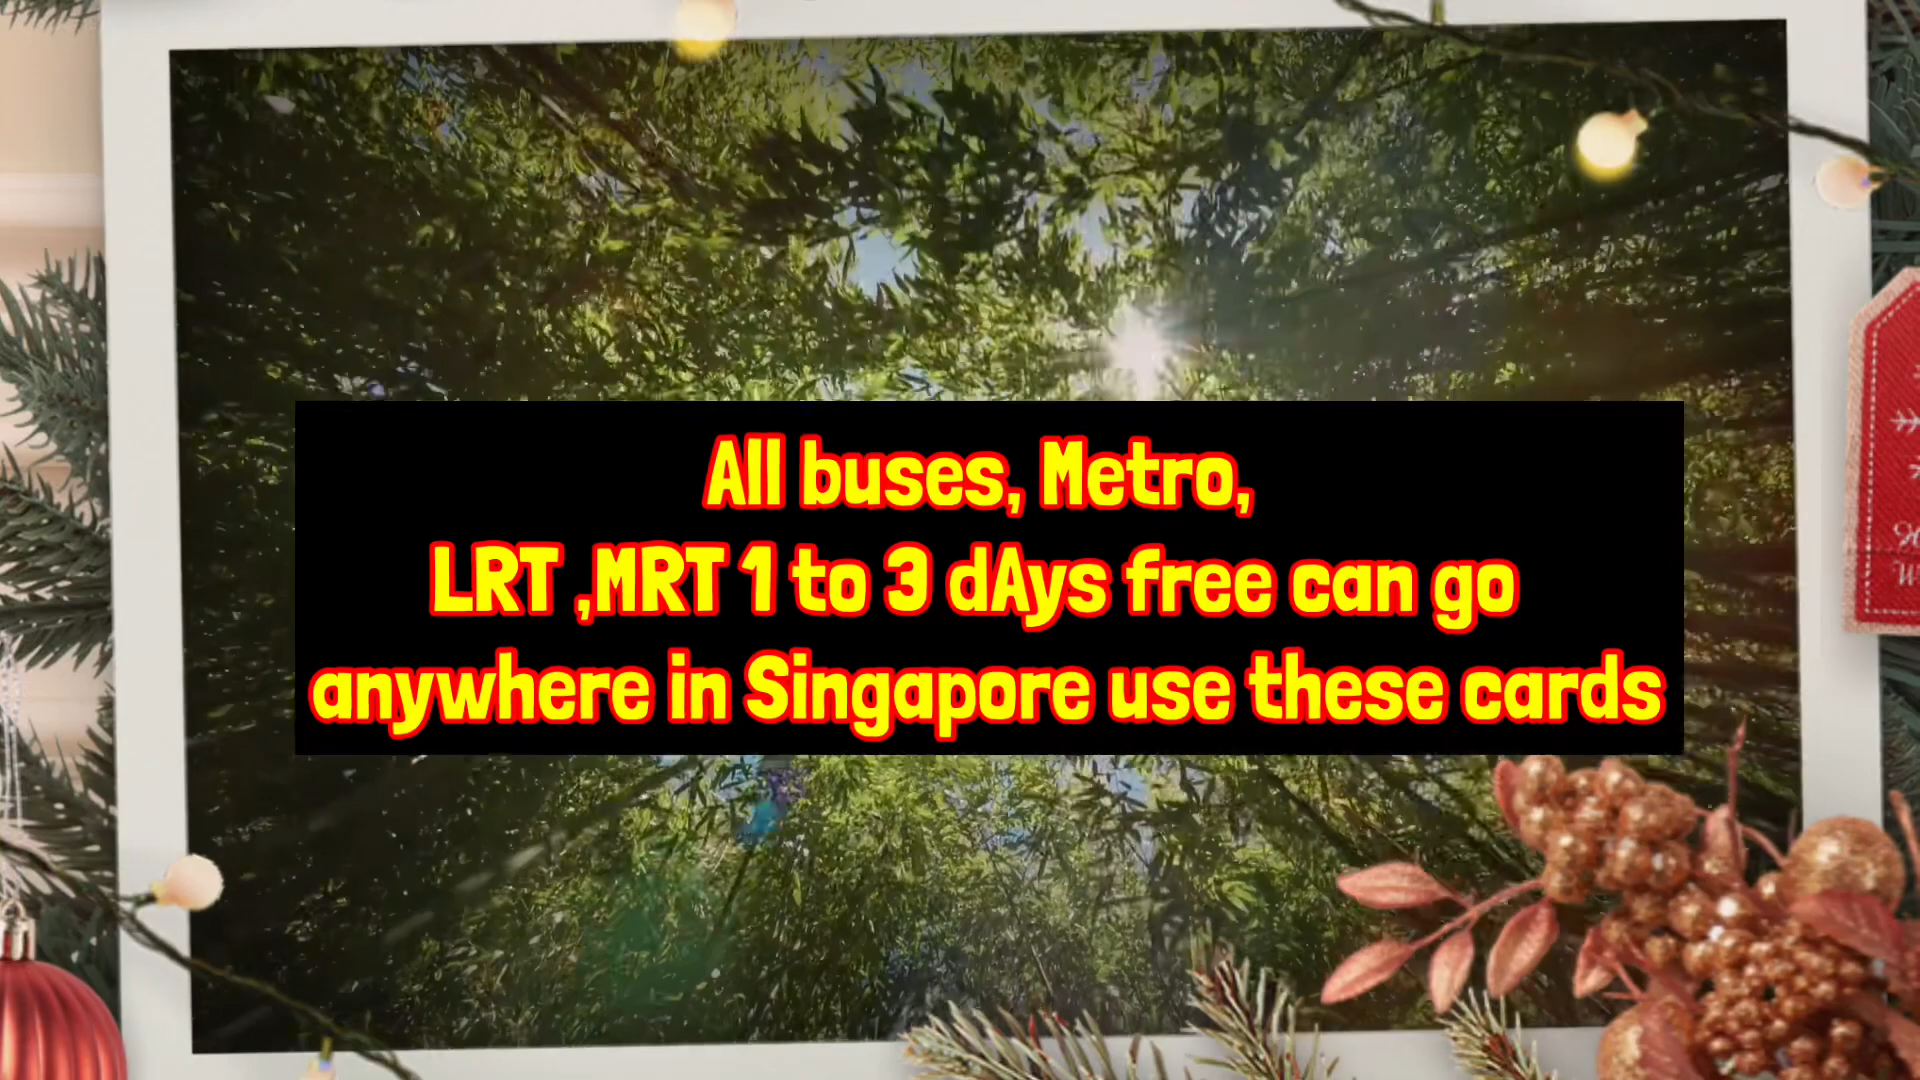 All buses, Metro,
LRT ,MRT 1 to 3 dAys free can go
anywhere in Singapore use these cards